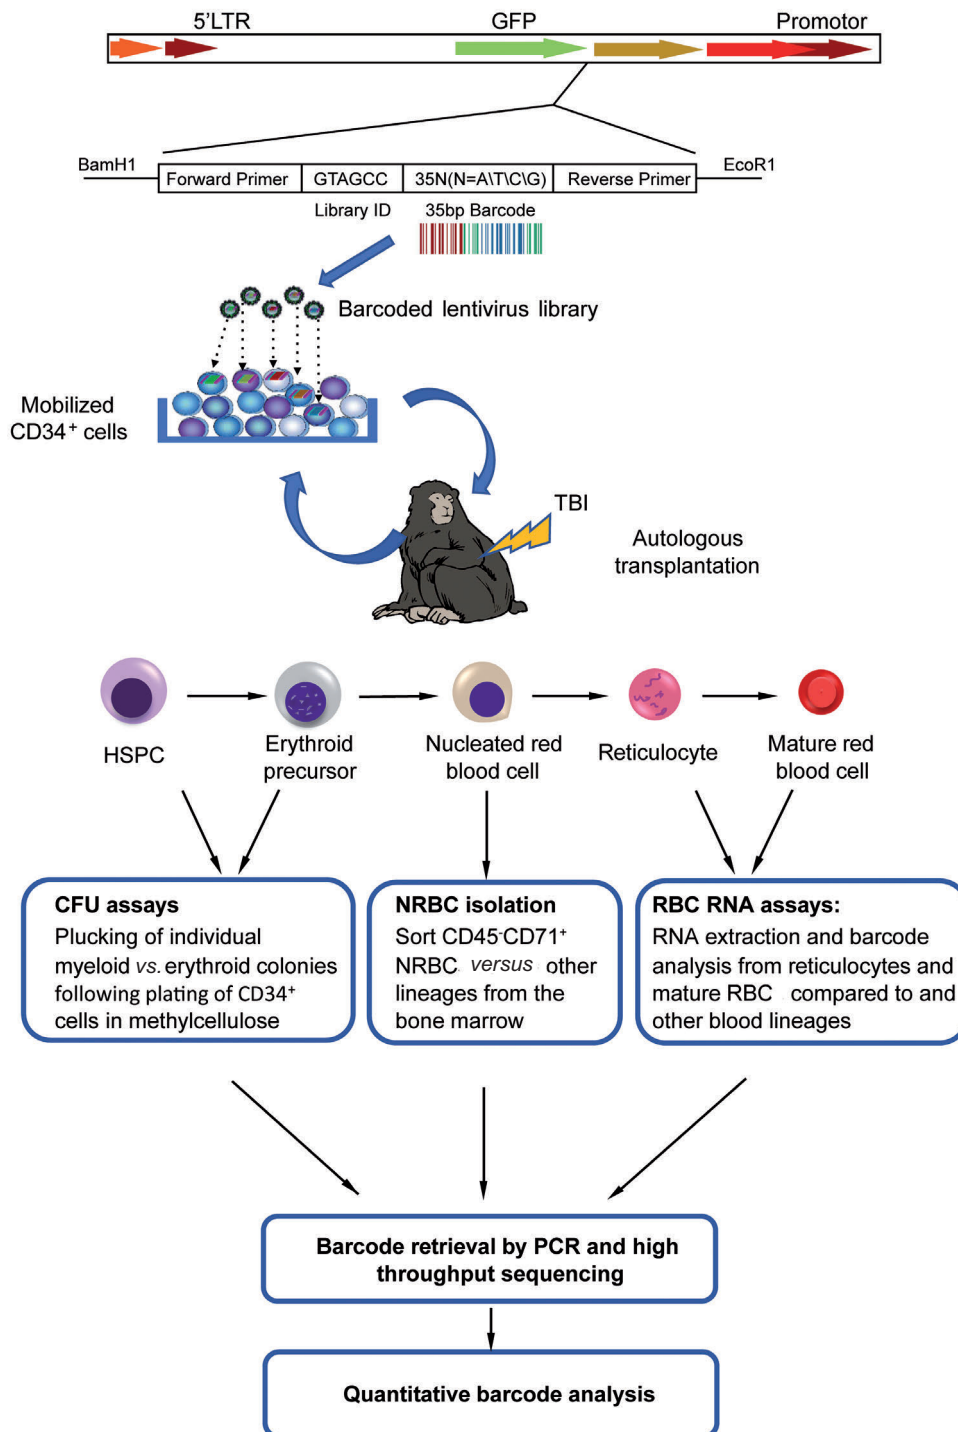 5'LTR GFP Promotor
BamH1 EcoR1
Forward Primer GTAGCC 35N(N=A\T\C\G) Reverse Primer
Library ID 35bp Barcode
Barcoded lentivirus library
Mobilized
CD34+ cells
TBI
Autologous
transplantation
HSPC
Erythroid
precursor
Nucleated red
blood cell
Reticulocyte
Mature red
blood cell
CFU assays
Plucking of individual
myeloid vs. erythroid colonies
following plating of CD34+
cells in methylcellulose
NRBC isolation
Sort CD45-CD71+
NRBC versus other
lineages from the
bone marrow
RBC RNA assays:
RNA extraction and barcode
analysis from reticulocytes and
mature RBC compared to and
other blood lineages
Barcode retrieval by PCR and high
throughput sequencing
Quantitative barcode analysis